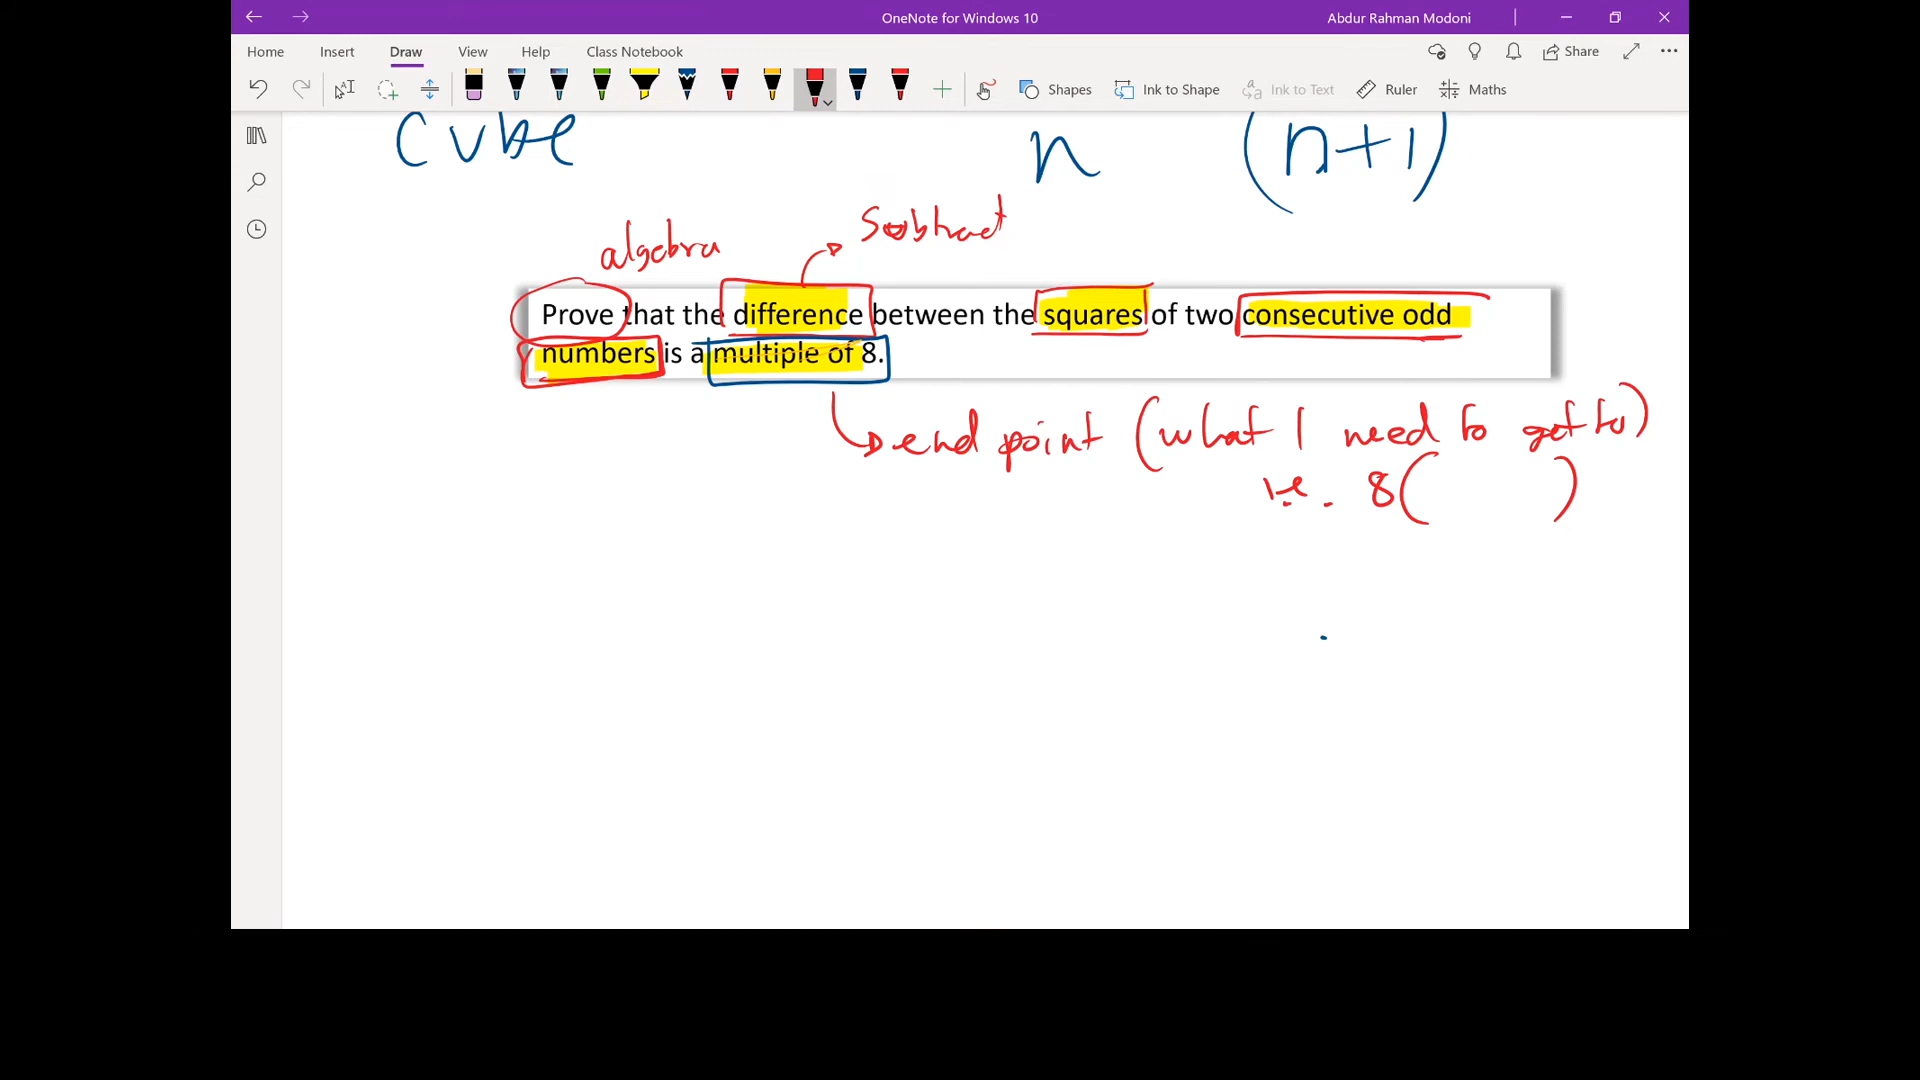 OneNote for Windows 10
Abdur Rahman Modoni
Home Insert Draw View Help Class Notebook
Share
Shapes Ink to Shape Ink to Text Ruler Maths
Cube n (n+1)
algebra Subtract
Prove that the difference between the squares of two consecutive odd
numbers is a multiple of 8.
end point (what I need to get to)
i.e. 8( )